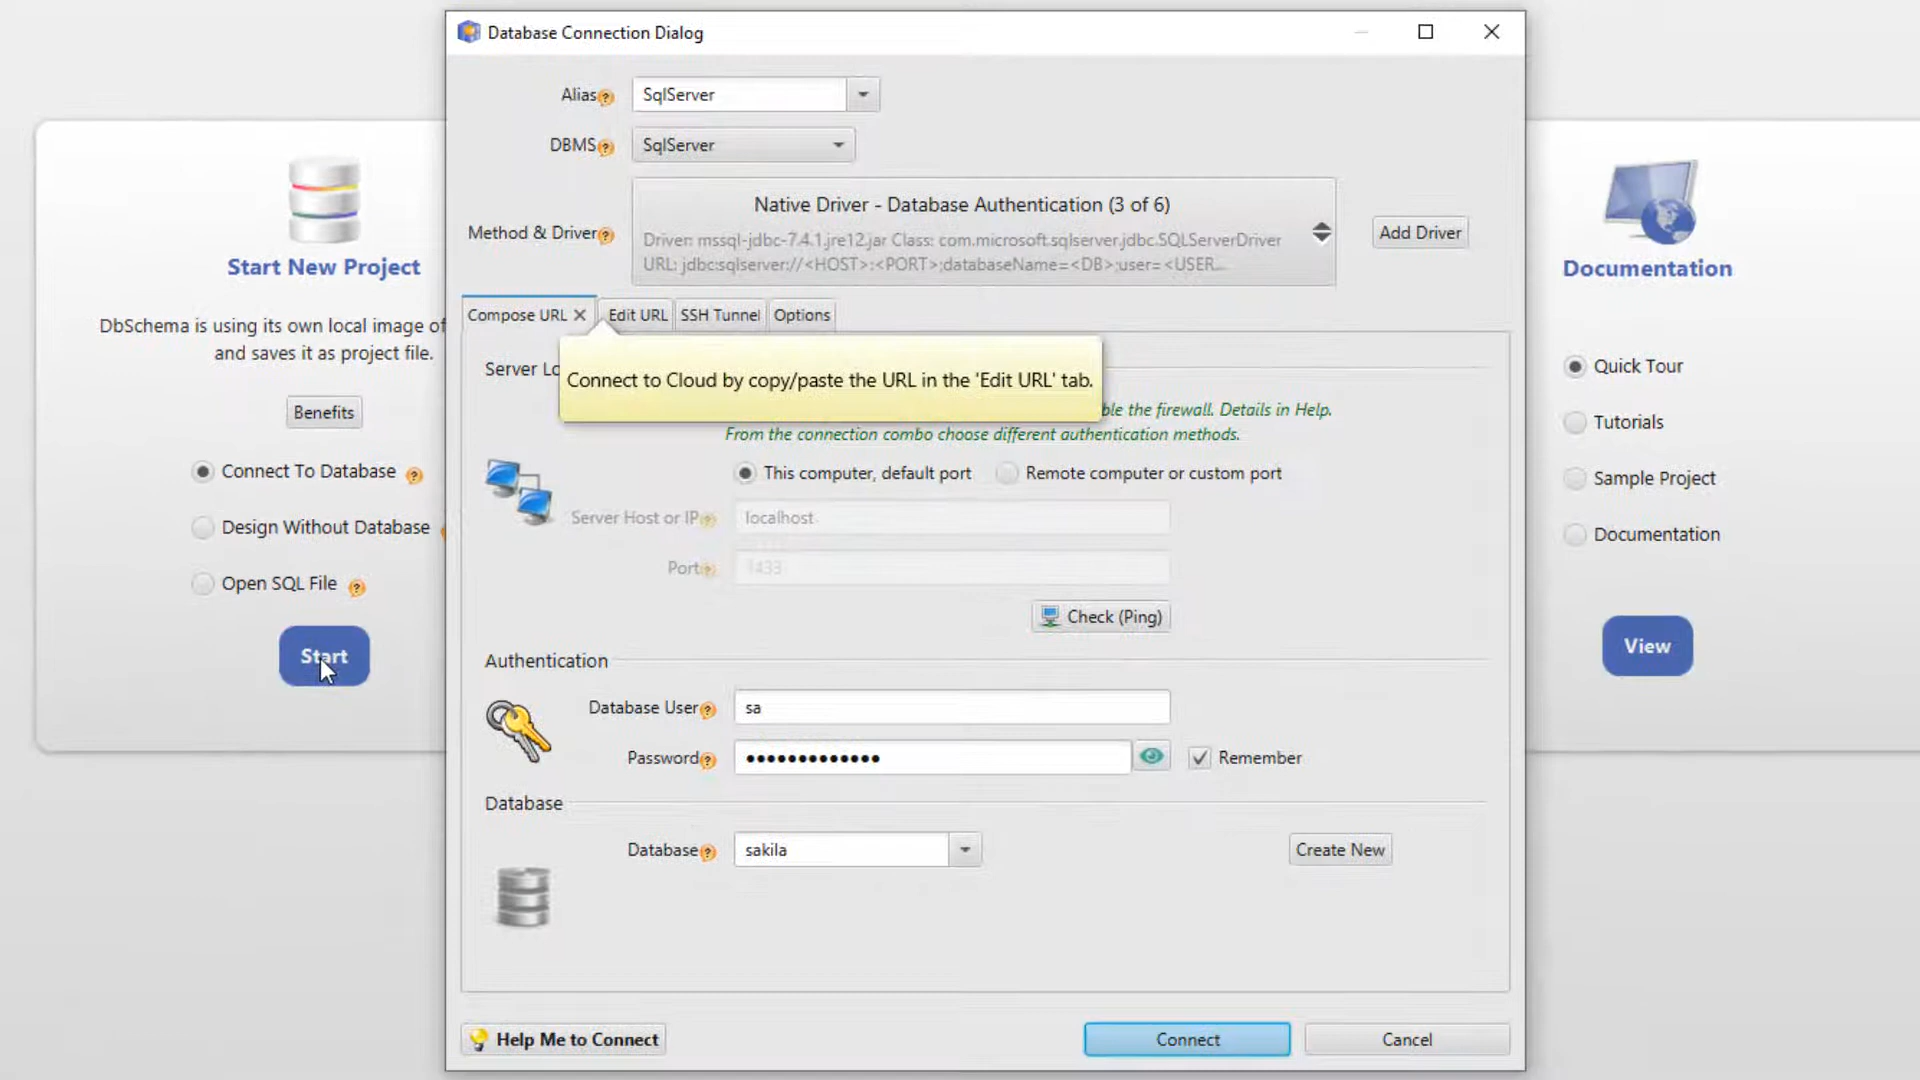 Database Connection Dialog
Alias
SqlServer
DBMS
SqlServer
Method & Driver
Native Driver - Database Authentication (3 of 6)
Driver: mssql-jdbc-7.4.1.jre12.jar Class: com.microsoft.sqlserver.jdbc.SQLServerDriver
URL: jdbc:sqlserver://<HOST>:<PORT>;databaseName=<DB>;user=<USER...
Add Driver
Compose URL
Edit URL
SSH Tunnel
Options
Server Lo
Connect to Cloud by copy/paste the URL in the 'Edit URL' tab.
ble the firewall. Details in Help.
From the connection combo choose different authentication methods.
This computer, default port
Remote computer or custom port
Server Host or IP
localhost
Port
1433
Check (Ping)
Authentication
Database User
sa
Password
Remember
Database
Database
sakila
Create New
Help Me to Connect
Connect
Cancel
Start New Project
DbSchema is using its own local image of
and saves it as project file.
Benefits
Connect To Database
Design Without Database
Open SQL File
Start
Documentation
Quick Tour
Tutorials
Sample Project
Documentation
View